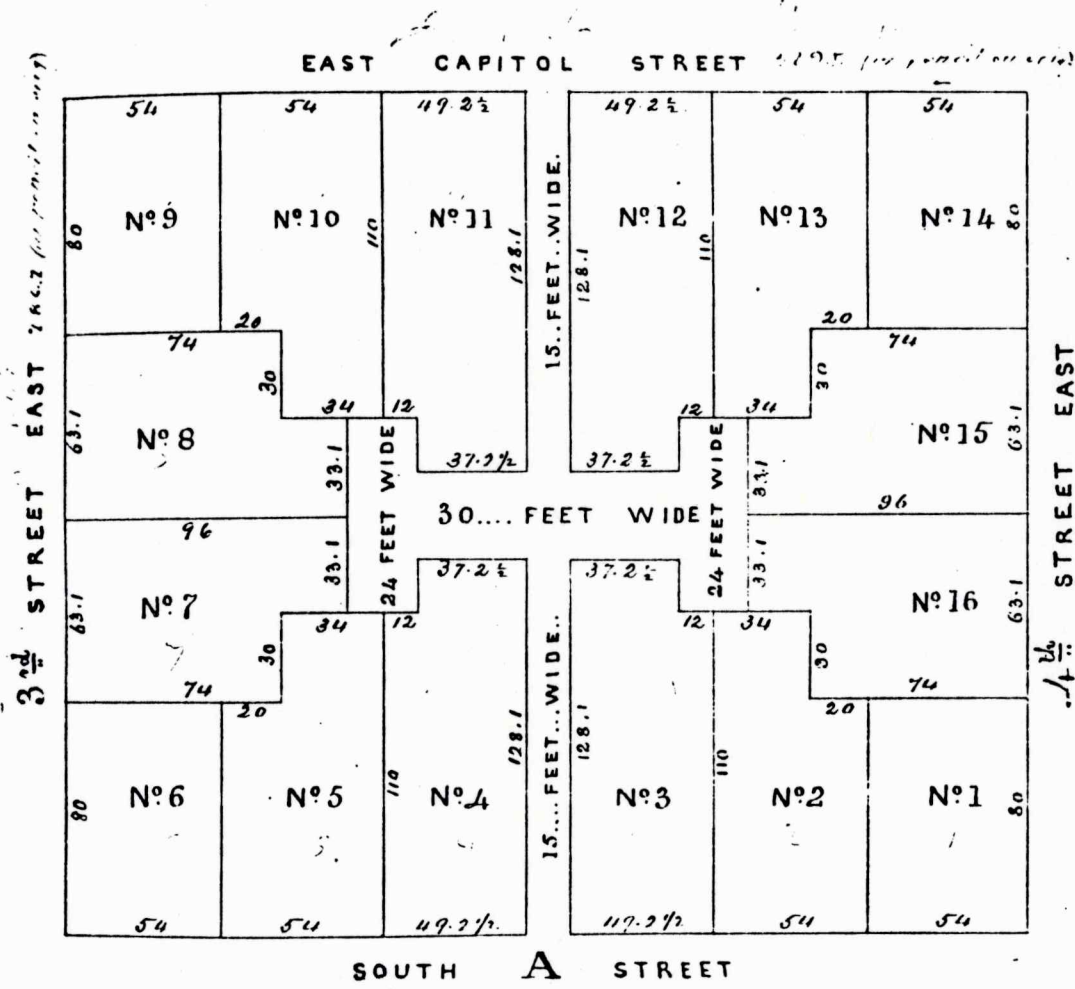 EAST CAPITOL STREET
54 54 49.2½ 49.2½ 54 54
3rd STREET EAST
4th STREET EAST
80 110 128.1 128.1 110 80
15..FEET..WIDE.
No.9 No.10 No.11 No.12 No.13 No.14
20 20
74 74
30 30
34 12 12 34
63.1 63.1
No.8 No.15
33.1 33.1
24 FEET WIDE 24 FEET WIDE
37.2½ 37.2½
30.... FEET WIDE
96 96
33.1 33.1
37.2½ 37.2½
63.1 63.1
No.7 No.16
34 12 12 34
30 30
74 74
20 20
15....FEET...WIDE..
80 110 128.1 128.1 110 80
No.6 No.5 No.4 No.3 No.2 No.1
54 54 49.2½ 49.2½ 54 54
SOUTH A STREET